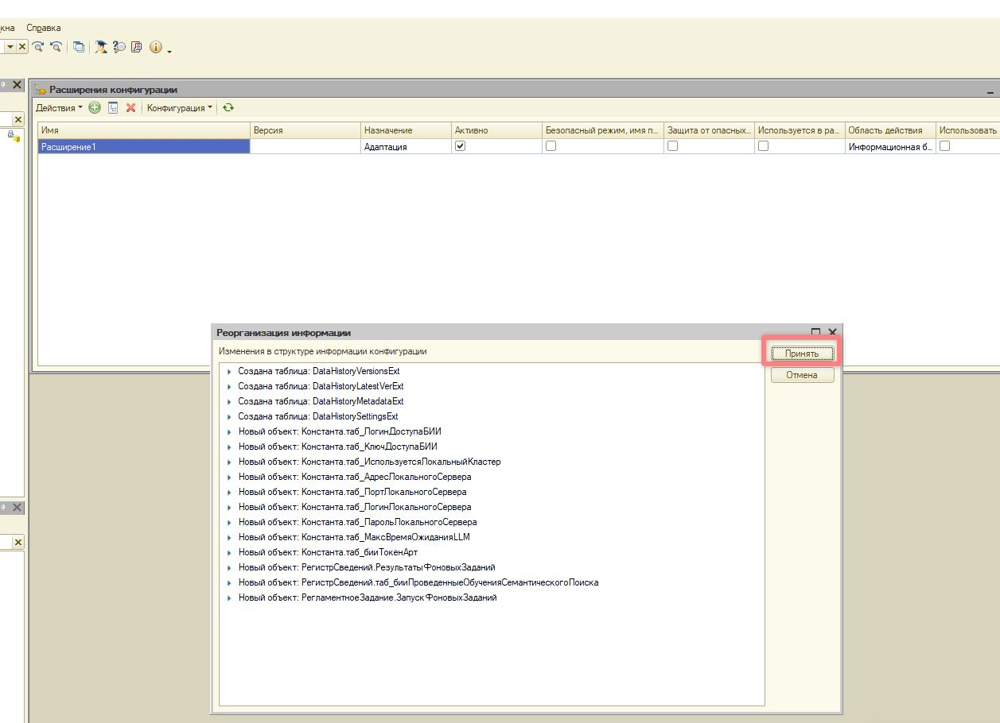 кна Справка
Расширения конфигурации
Действия Конфигурация
Имя Версия Назначение Активно Безопасный режим, имя п... Защита от опасных... Используется в ра... Область действия Использовать
Расширение1 Адаптация Информационная б...
Реорганизация информации
Изменения в структуре информации конфигурации
Принять
Отмена
Создана таблица: DataHistoryVersionsExt
Создана таблица: DataHistoryLatestVerExt
Создана таблица: DataHistoryMetadataExt
Создана таблица: DataHistorySettingsExt
Новый объект: Константа.таб_ЛогинДоступаБИИ
Новый объект: Константа.таб_КлючДоступаБИИ
Новый объект: Константа.таб_ИспользуетсяЛокальныйКластер
Новый объект: Константа.таб_АдресЛокальногоСервера
Новый объект: Константа.таб_ПортЛокальногоСервера
Новый объект: Константа.таб_ЛогинЛокальногоСервера
Новый объект: Константа.таб_ПарольЛокальногоСервера
Новый объект: Константа.таб_МаксВремяОжиданияLLM
Новый объект: Константа.таб_бииТокенАрт
Новый объект: РегистрСведений.РезультатыФоновыхЗаданий
Новый объект: РегистрСведений.таб_бииПроведенныеОбученияСемантическогоПоиска
Новый объект: РегламентноеЗадание.ЗапускФоновыхЗаданий